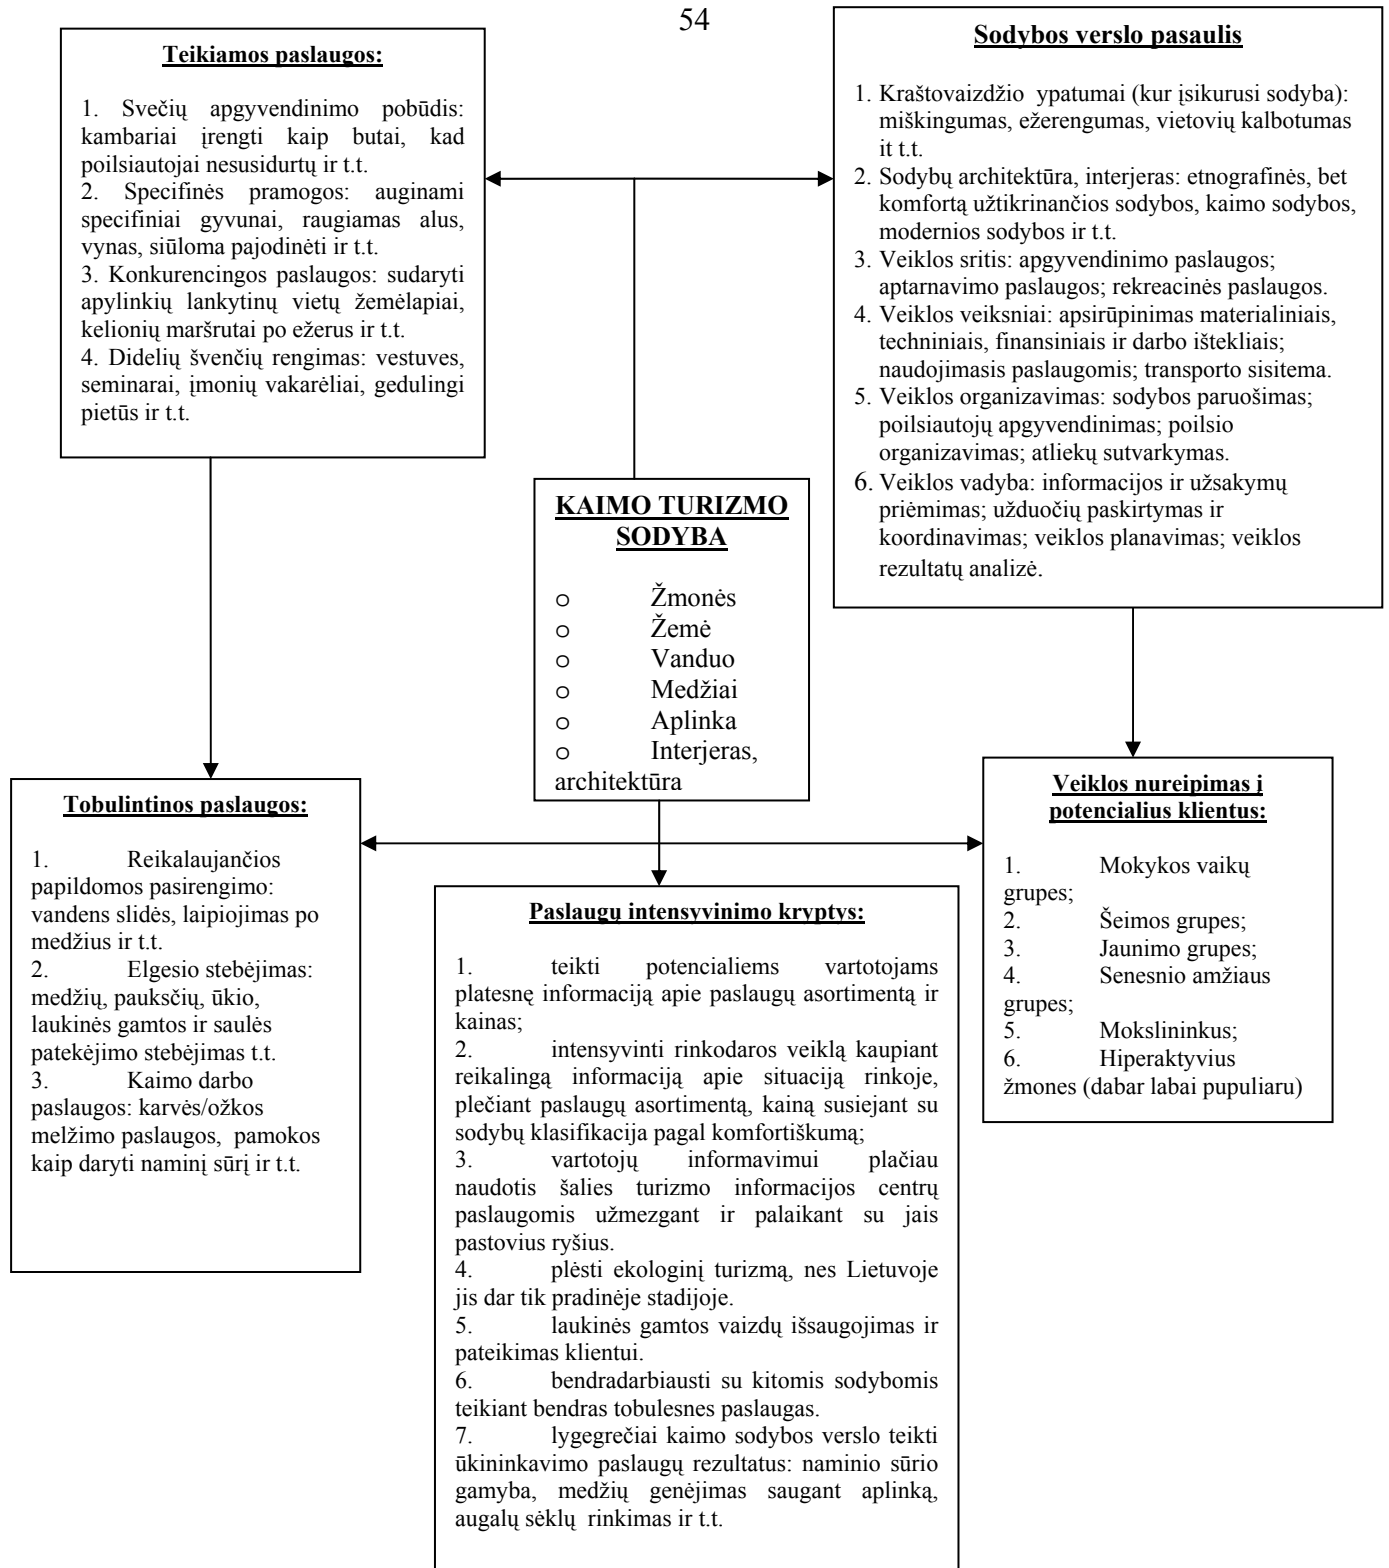 54
Teikiamos paslaugos:
1. Svečių apgyvendinimo pobūdis:
kambariai įrengti kaip butai, kad
poilsiautojai nesusidurtų ir t.t.
2. Specifinės pramogos: auginami
specifiniai gyvunai, raugiamas alus,
vynas, siūloma pajodinėti ir t.t.
3. Konkurencingos paslaugos: sudaryti
apylinkių lankytinų vietų žemėlapiai,
kelionių maršrutai po ežerus ir t.t.
4. Didelių švenčių rengimas: vestuves,
seminarai, įmonių vakarėliai, gedulingi
pietūs ir t.t.
Sodybos verslo pasaulis
1. Kraštovaizdžio ypatumai (kur įsikurusi sodyba):
miškingumas, ežerengumas, vietovių kalbotumas
it t.t.
2. Sodybų architektūra, interjeras: etnografinės, bet
komfortą užtikrinančios sodybos, kaimo sodybos,
modernios sodybos ir t.t.
3. Veiklos sritis: apgyvendinimo paslaugos;
aptarnavimo paslaugos; rekreacinės paslaugos.
4. Veiklos veiksniai: apsirūpinimas materialiniais,
techniniais, finansiniais ir darbo ištekliais;
naudojimasis paslaugomis; transporto sisitema.
5. Veiklos organizavimas: sodybos paruošimas;
poilsiautojų apgyvendinimas; poilsio
organizavimas; atliekų sutvarkymas.
6. Veiklos vadyba: informacijos ir užsakymų
priėmimas; užduočių paskirtymas ir
koordinavimas; veiklos planavimas; veiklos
rezultatų analizė.
KAIMO TURIZMO
SODYBA
o Žmonės
o Žemė
o Vanduo
o Medžiai
o Aplinka
o Interjeras,
architektūra
Tobulintinos paslaugos:
1. Reikalaujančios
papildomos pasirengimo:
vandens slidės, laipiojimas po
medžius ir t.t.
2. Elgesio stebėjimas:
medžių, pauksčių, ūkio,
laukinės gamtos ir saulės
patekėjimo stebėjimas t.t.
3. Kaimo darbo
paslaugos: karvės/ožkos
melžimo paslaugos, pamokos
kaip daryti naminį sūrį ir t.t.
Paslaugų intensyvinimo kryptys:
1. teikti potencialiems vartotojams
platesnę informaciją apie paslaugų asortimentą ir
kainas;
2. intensyvinti rinkodaros veiklą kaupiant
reikalingą informaciją apie situaciją rinkoje,
plečiant paslaugų asortimentą, kainą susiejant su
sodybų klasifikacija pagal komfortiškumą;
3. vartotojų informavimui plačiau
naudotis šalies turizmo informacijos centrų
paslaugomis užmezgant ir palaikant su jais
pastovius ryšius.
4. plėsti ekologinį turizmą, nes Lietuvoje
jis dar tik pradinėje stadijoje.
5. laukinės gamtos vaizdų išsaugojimas ir
pateikimas klientui.
6. bendradarbiausti su kitomis sodybomis
teikiant bendras tobulesnes paslaugas.
7. lygegrečiai kaimo sodybos verslo teikti
ūkininkavimo paslaugų rezultatus: naminio sūrio
gamyba, medžių genėjimas saugant aplinką,
augalų sėklų rinkimas ir t.t.
Veiklos nureipimas į
potencialius klientus:
1. Mokykos vaikų
grupes;
2. Šeimos grupes;
3. Jaunimo grupes;
4. Senesnio amžiaus
grupes;
5. Mokslininkus;
6. Hiperaktyvius
žmones (dabar labai pupuliaru)